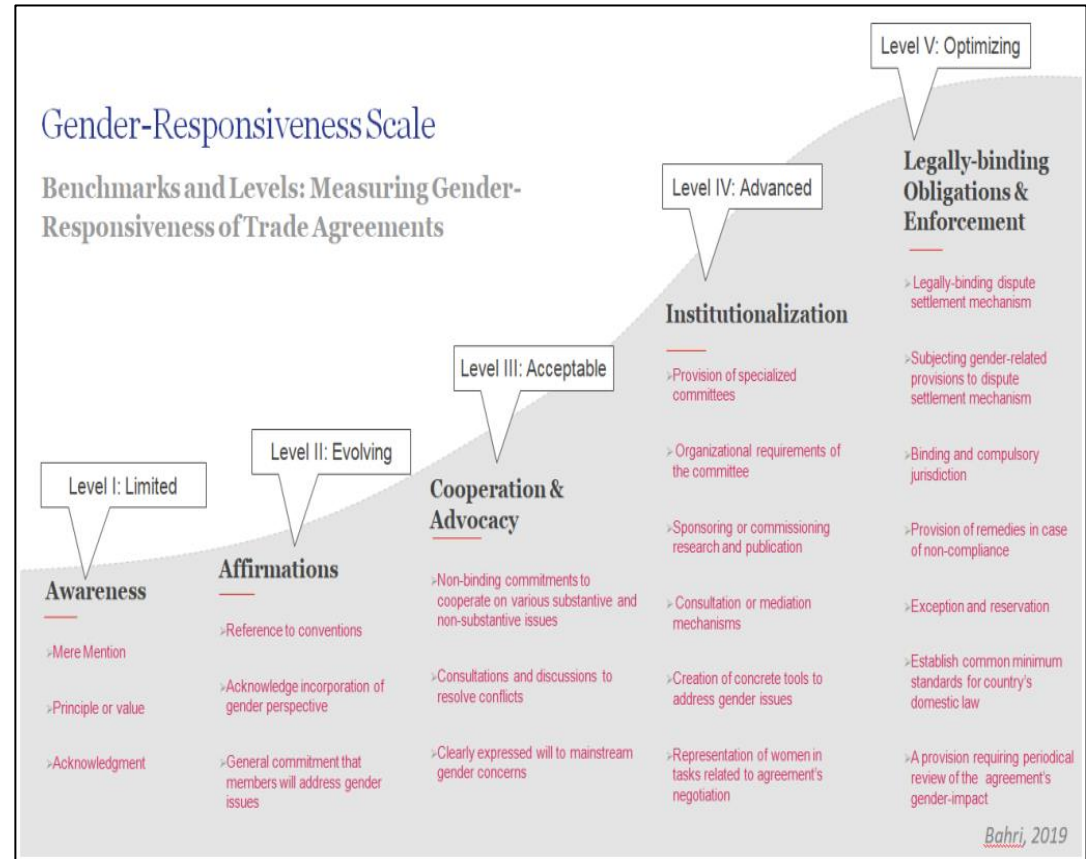 Gender-Responsiveness Scale
Benchmarks and Levels: Measuring Gender-
Responsiveness of Trade Agreements
Level I: Limited
Awareness
➢Mere Mention
➢Principle or value
➢Acknowledgment
Level II: Evolving
Affirmations
➢Reference to conventions
➢Acknowledge incorporation of
gender perspective
➢General commitment that
members will address gender
issues
Level III: Acceptable
Cooperation &
Advocacy
➢Non-binding commitments to
cooperate on various substantive and
non-substantive issues
➢Consultations and discussions to
resolve conflicts
➢Clearly expressed will to mainstream
gender concerns
Level IV: Advanced
Institutionalization
➢Provision of specialized
committees
➢Organizational requirements of
the committee
➢Sponsoring or commissioning
research and publication
➢Consultation or mediation
mechanisms
➢Creation of concrete tools to
address gender issues
➢Representation of women in
tasks related to agreement's
negotiation
Level V: Optimizing
Legally-binding
Obligations &
Enforcement
➢Legally-binding dispute
settlement mechanism
➢Subjecting gender-related
provisions to dispute
settlement mechanism
➢Binding and compulsory
jurisdiction
➢Provision of remedies in case
of non-compliance
➢Exception and reservation
➢Establish common minimum
standards for country's
domestic law
➢A provision requiring periodical
review of the agreement's
gender-impact
Bahri, 2019